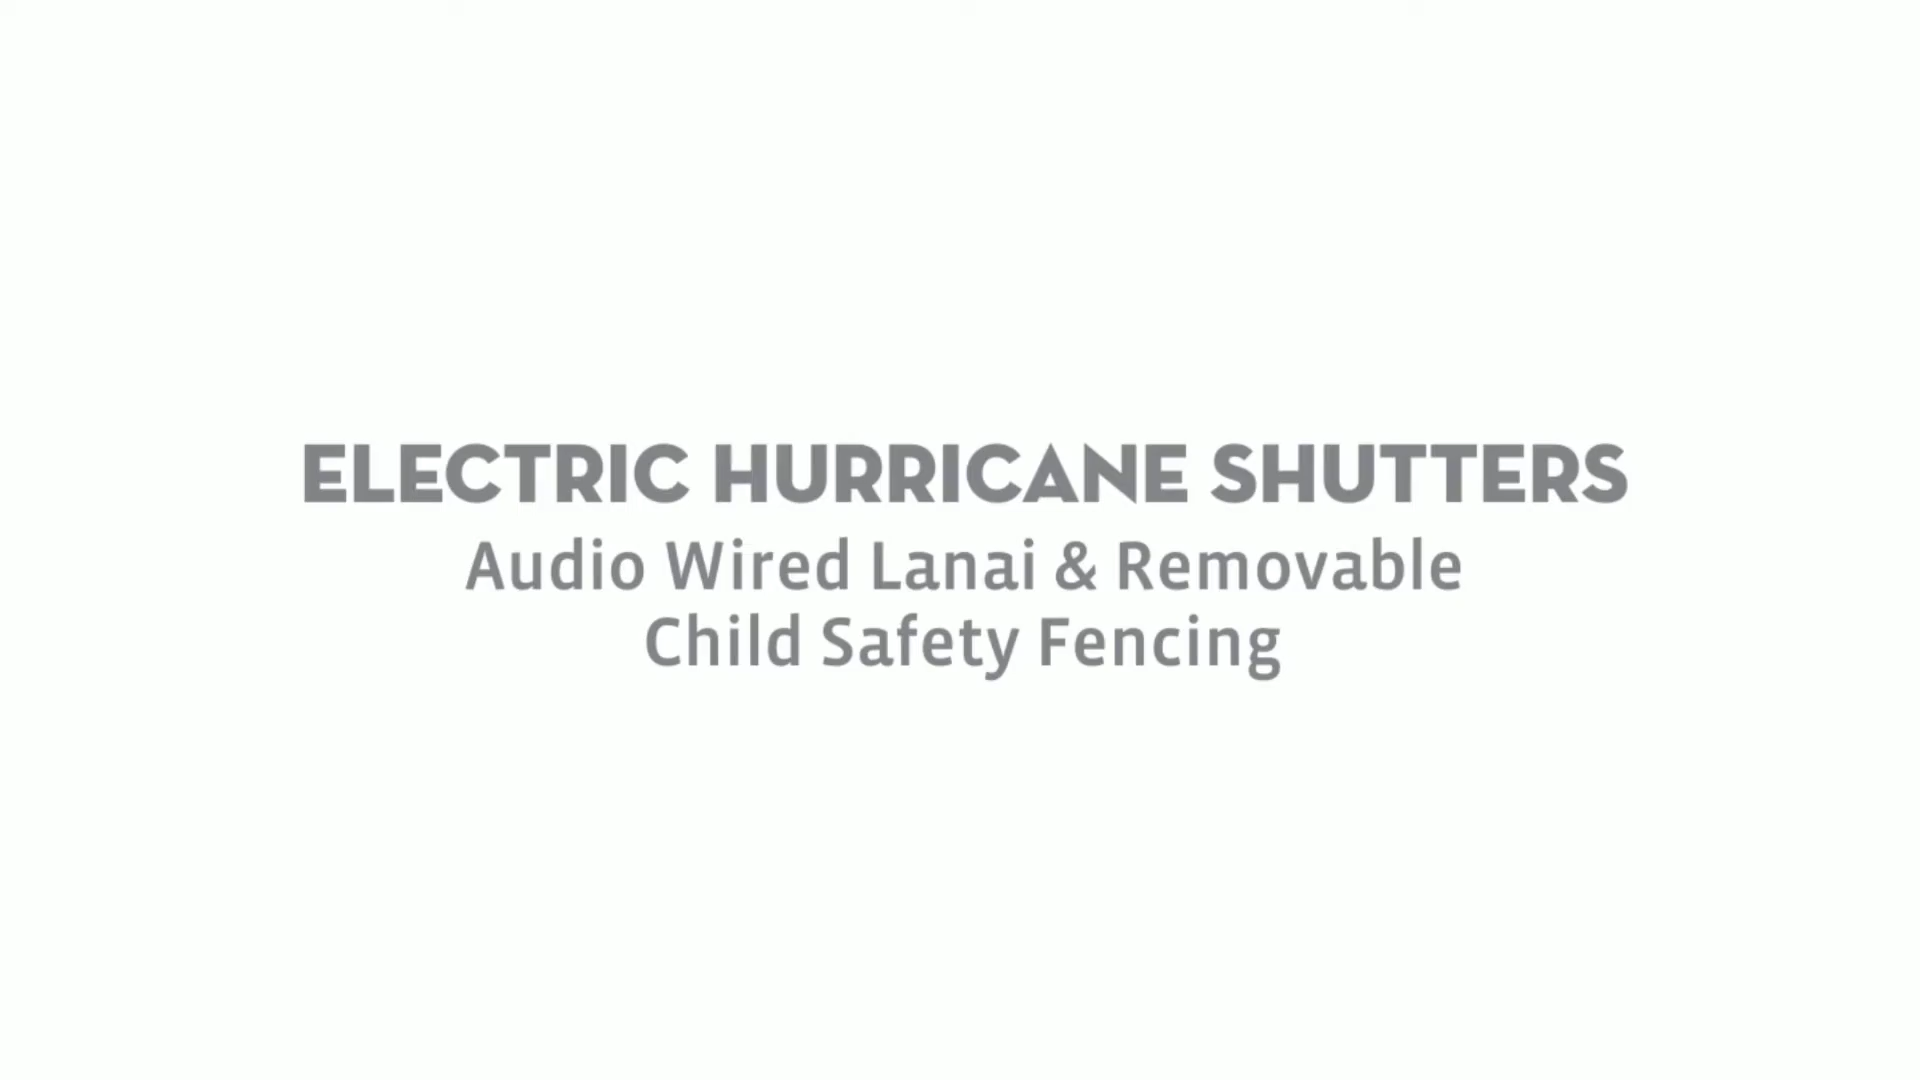 ELECTRIC HURRICANE SHUTTERS
Audio Wired Lanai & Removable
Child Safety Fencing